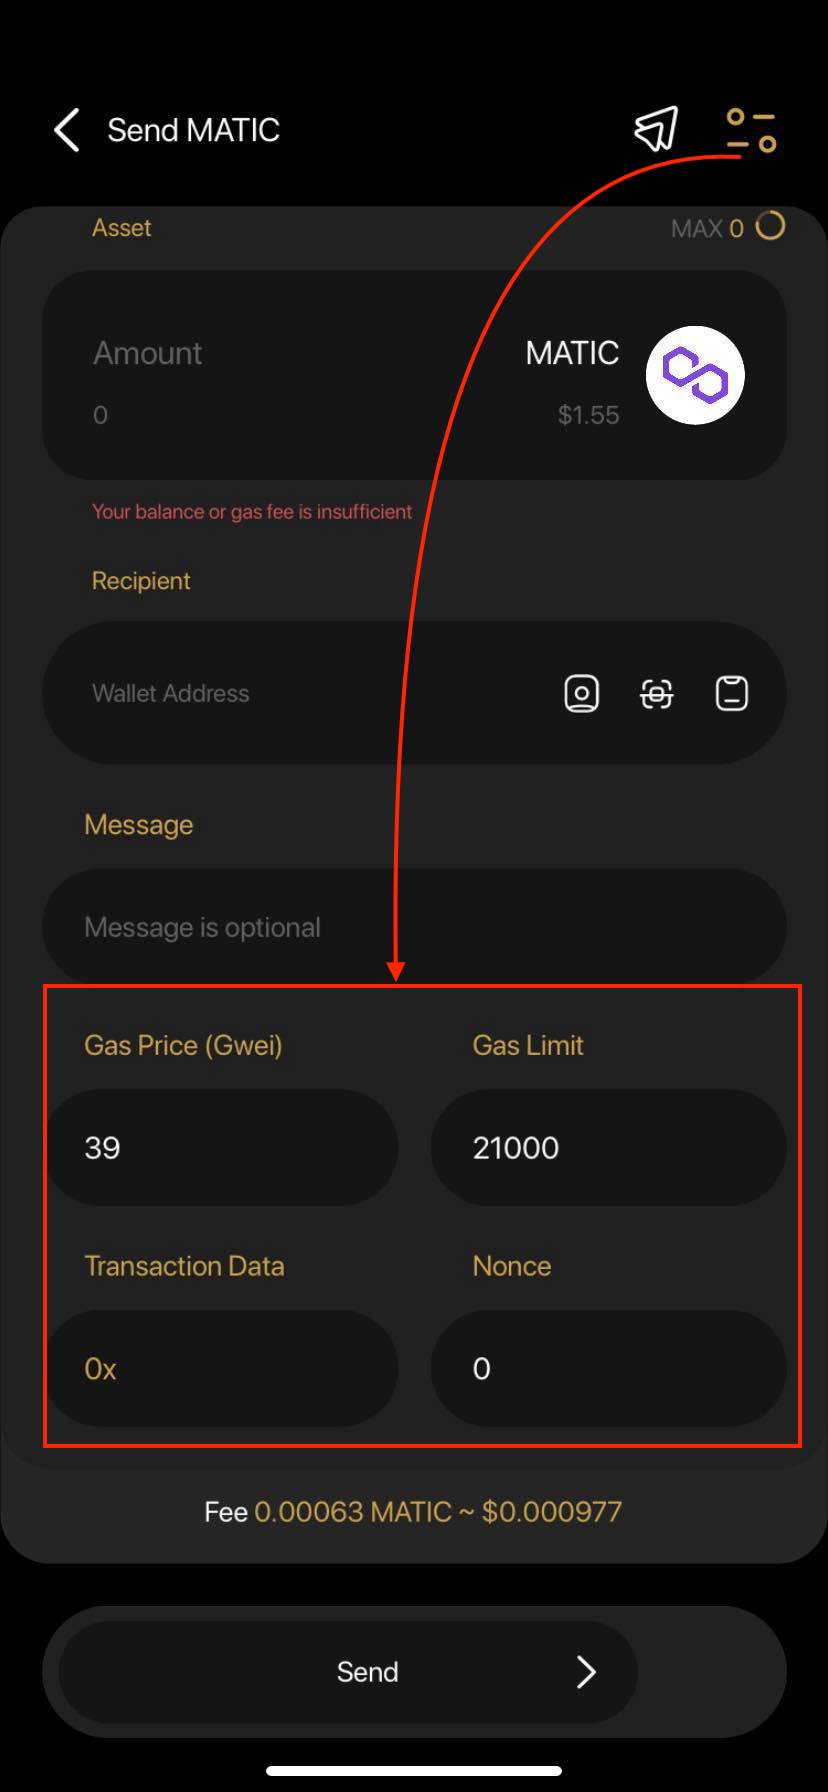 Send MATIC
Asset
MAX 0
Amount
MATIC
0
$1.55
Your balance or gas fee is insufficient
Recipient
Wallet Address
Message
Message is optional
Gas Price (Gwei)
Gas Limit
39
21000
Transaction Data
Nonce
0x
0
Fee 0.00063 MATIC ~ $0.000977
Send